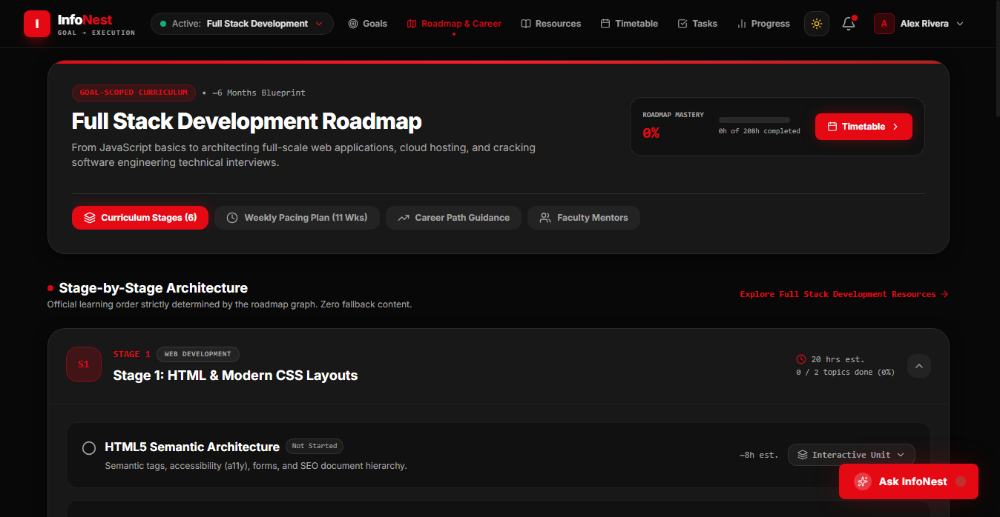 I
InfoNest
GOAL → EXECUTION
Active: Full Stack Development
Goals
Roadmap & Career
Resources
Timetable
Tasks
Progress
A
Alex Rivera
GOAL-SCOPED CURRICULUM
• ~6 Months Blueprint
Full Stack Development Roadmap
From JavaScript basics to architecting full-scale web applications, cloud hosting, and cracking
software engineering technical interviews.
ROADMAP MASTERY
0%
0h of 208h completed
Timetable
Curriculum Stages (6)
Weekly Pacing Plan (11 Wks)
Career Path Guidance
Faculty Mentors
Stage-by-Stage Architecture
Official learning order strictly determined by the roadmap graph. Zero fallback content.
Explore Full Stack Development Resources →
S1
STAGE 1
WEB DEVELOPMENT
Stage 1: HTML & Modern CSS Layouts
20 hrs est.
0 / 2 topics done (0%)
HTML5 Semantic Architecture
Not Started
Semantic tags, accessibility (a11y), forms, and SEO document hierarchy.
~8h est.
Interactive Unit
Ask InfoNest